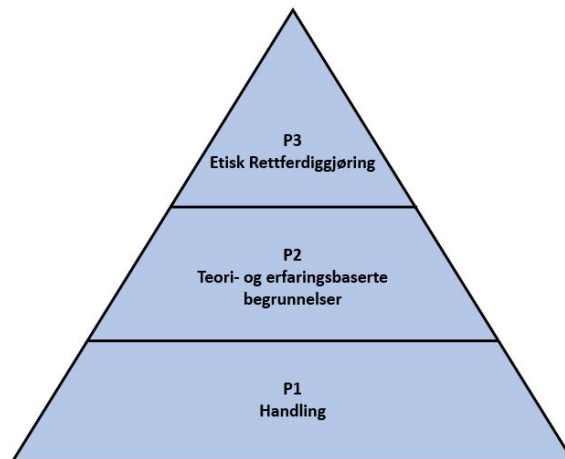 P3
Etisk Rettferdiggjøring
P2
Teori- og erfaringsbaserte
begrunnelser
P1
Handling